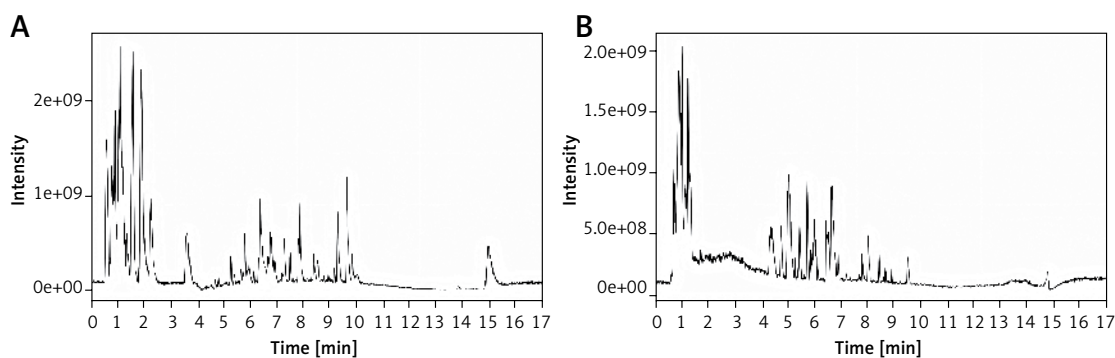 A
Intensity
2e+09
1e+09
0e+00
0 1 2 3 4 5 6 7 8 9 10 11 12 13 14 15 16 17
Time [min]
B
Intensity
2.0e+09
1.5e+09
1.0e+09
5.0e+08
0e+00
0 1 2 3 4 5 6 7 8 9 10 11 12 13 14 15 16 17
Time [min]